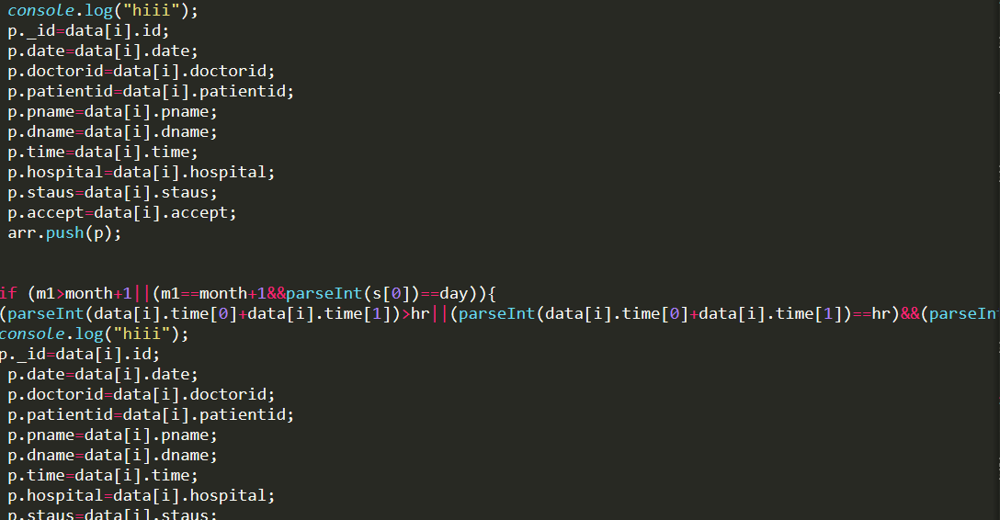 console.log("hiii");
p._id=data[i].id;
p.date=data[i].date;
p.doctorid=data[i].doctorid;
p.patientid=data[i].patientid;
p.pname=data[i].pname;
p.dname=data[i].dname;
p.time=data[i].time;
p.hospital=data[i].hospital;
p.staus=data[i].staus;
p.accept=data[i].accept;
arr.push(p);
if (m1>month+1||(m1==month+1&&parseInt(s[0])==day)){
(parseInt(data[i].time[0]+data[i].time[1])>hr||(parseInt(data[i].time[0]+data[i].time[1])==hr)&&(parseIn
console.log("hiii");
p._id=data[i].id;
p.date=data[i].date;
p.doctorid=data[i].doctorid;
p.patientid=data[i].patientid;
p.pname=data[i].pname;
p.dname=data[i].dname;
p.time=data[i].time;
p.hospital=data[i].hospital;
p.staus=data[i].staus;